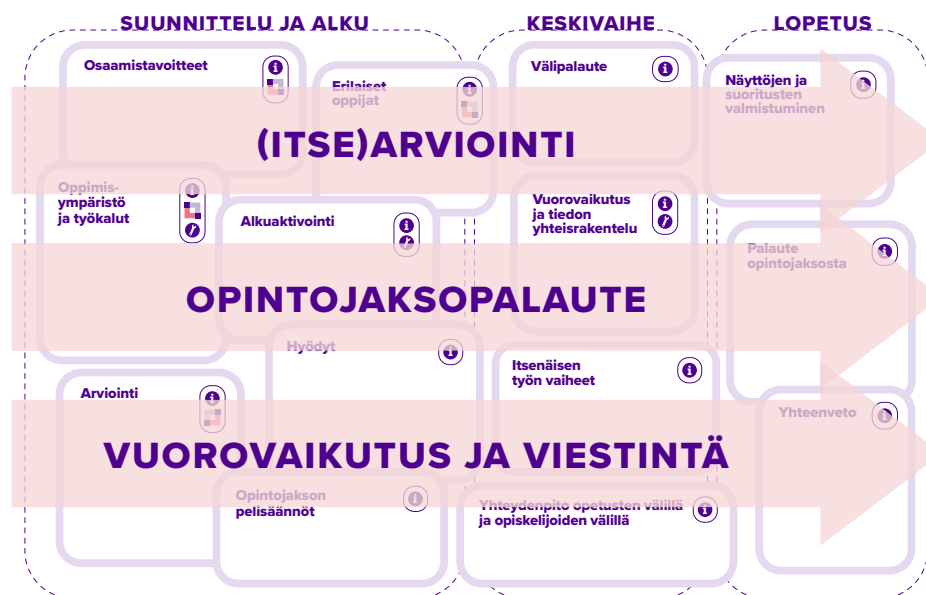 SUUNNITTELU JA ALKU
KESKIVAIHE
LOPETUS
Osaamistavoitteet
Erilaiset
oppijat
Välipalaute
Näyttöjen ja
suoritusten
valmistuminen
(ITSE)ARVIOINTI
Oppimis-
ympäristö
ja työkalut
Alkuaktivointi
Vuorovaikutus
ja tiedon
yhteisrakentelu
Palaute
opintojaksosta
OPINTOJAKSOPALAUTE
Hyödyt
Itsenäisen
työn vaiheet
Arviointi
Yhteenveto
VUOROVAIKUTUS JA VIESTINTÄ
Opintojakson
pelisäännöt
Yhteydenpito opetusten välillä
ja opiskelijoiden välillä